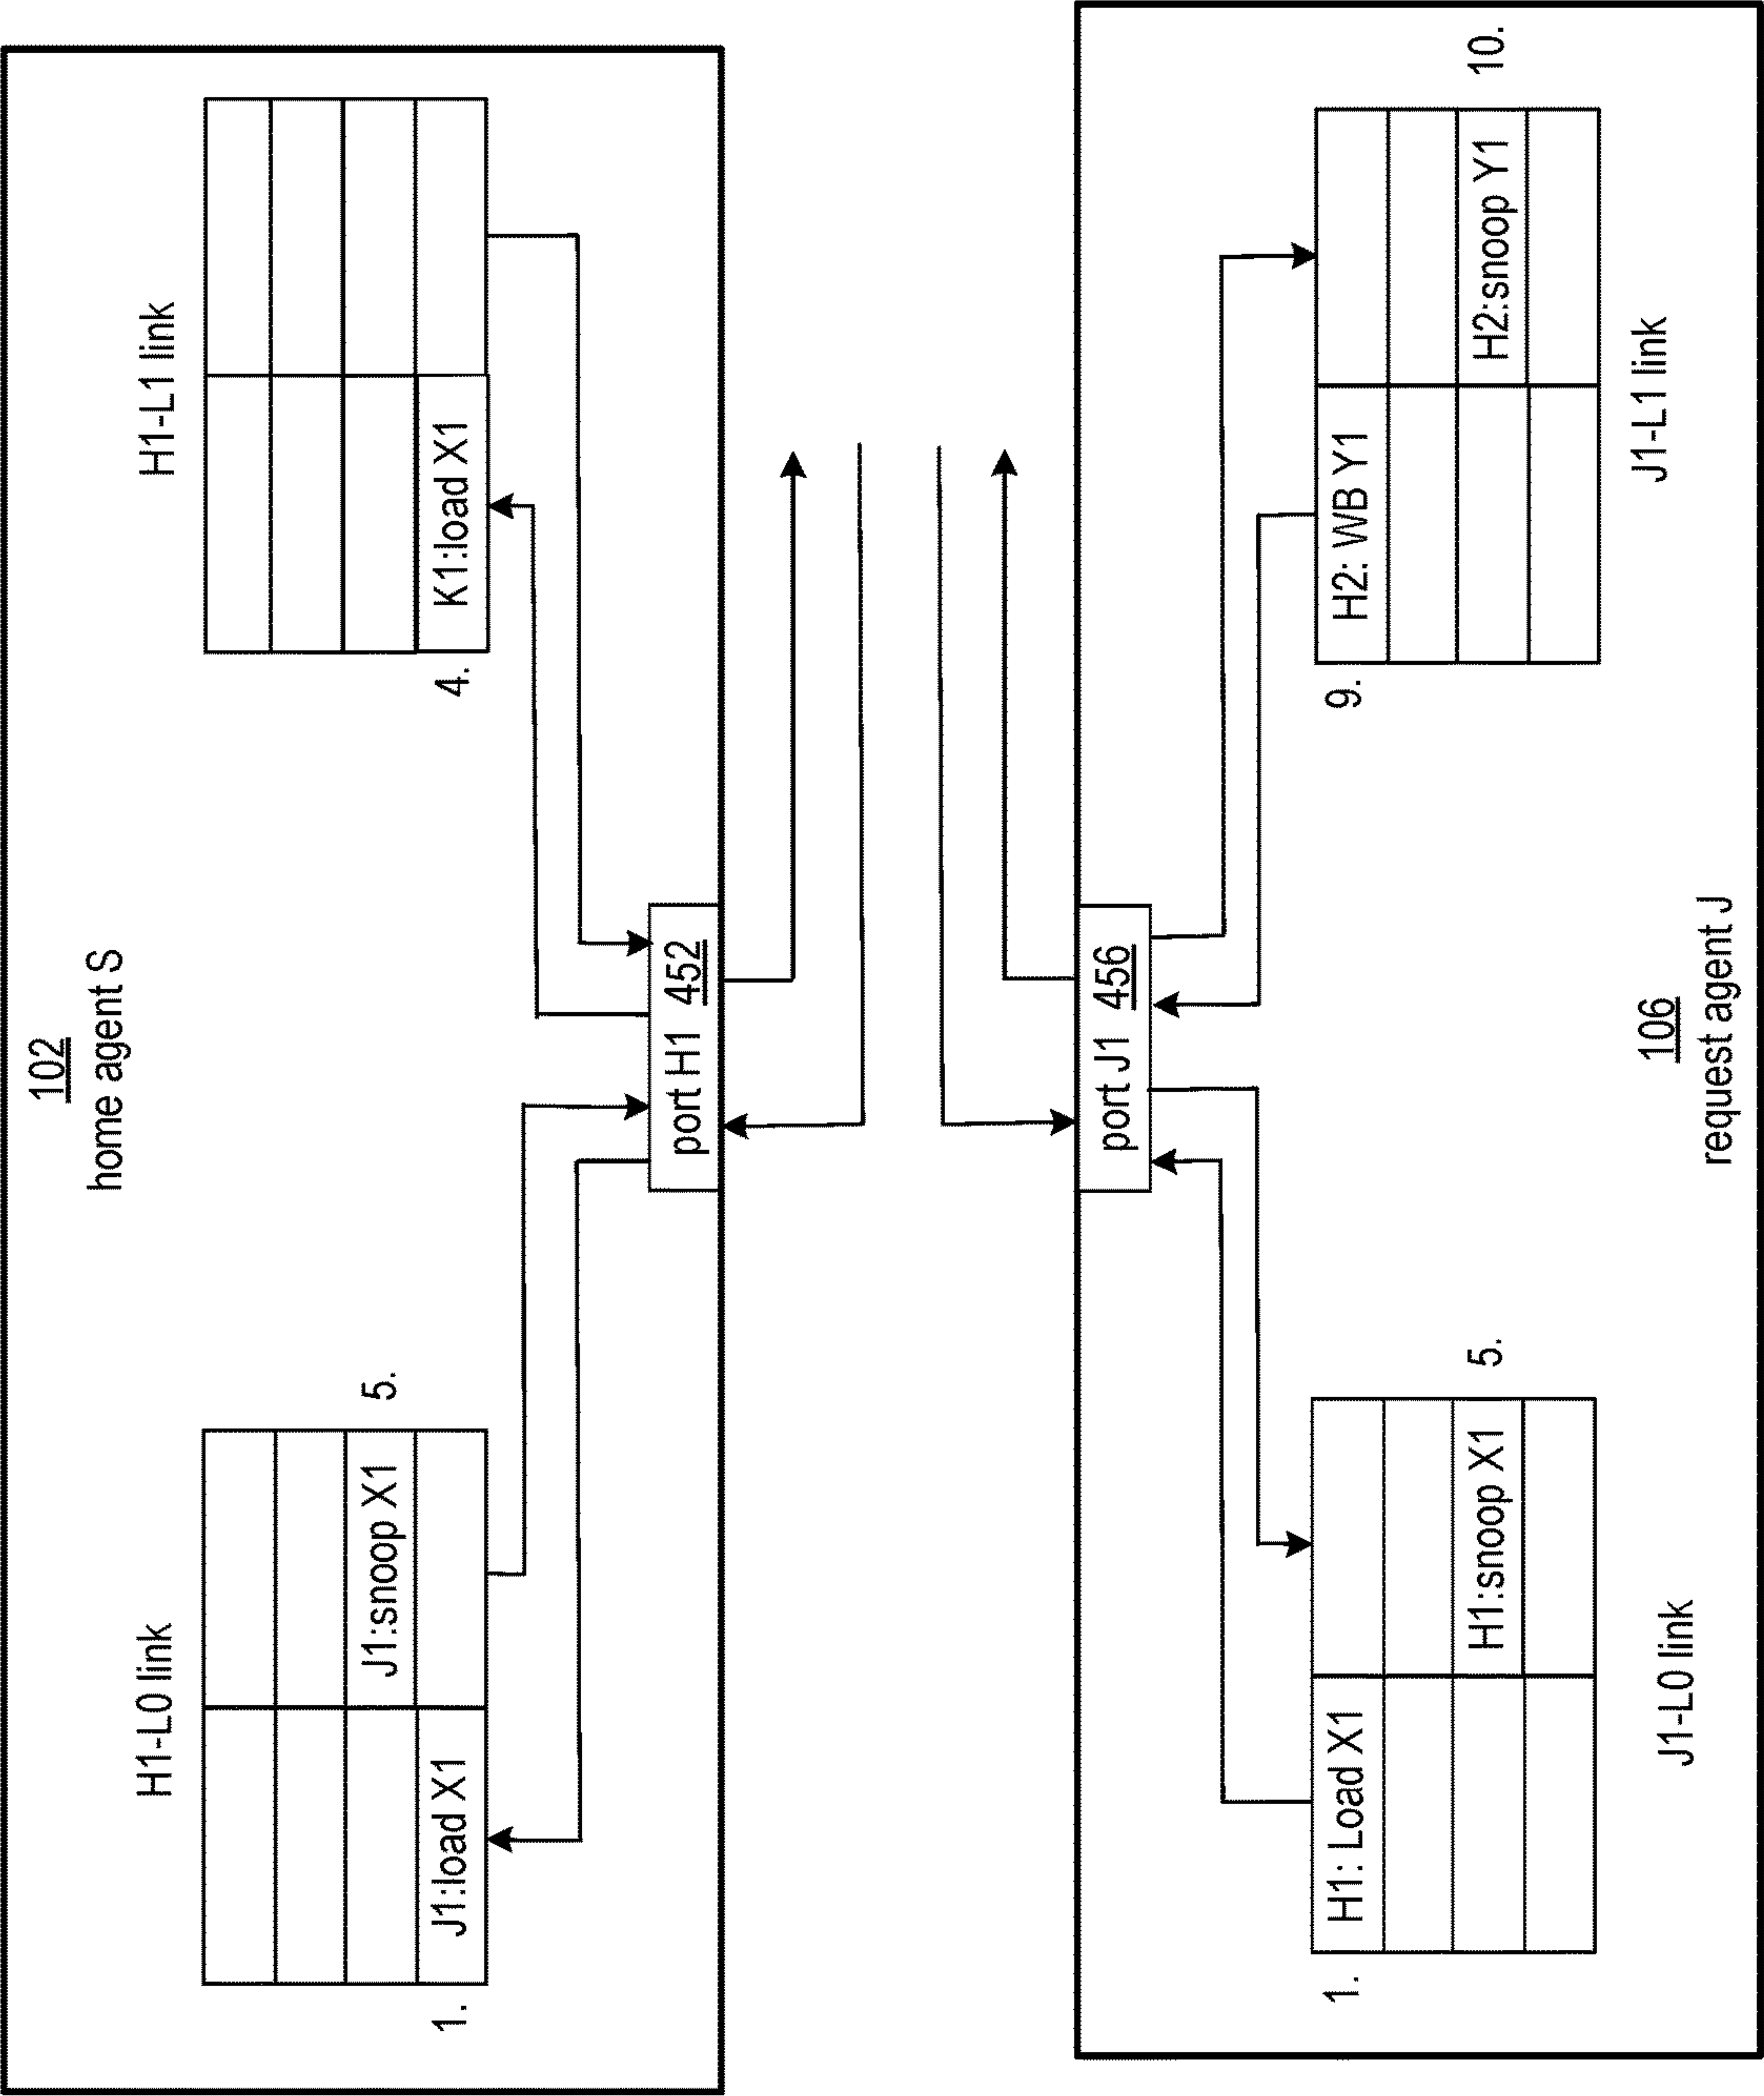 102
home agent S
H1-L0 link
H1-L1 link
J1:snoop X1
5.
1.
J1:load X1
4.
K1:load X1
port H1 452
port J1 456
1.
H1: Load X1
9.
H2: WB Y1
H1:snoop X1
5.
H2:snoop Y1
10.
J1-L0 link
J1-L1 link
106
request agent J